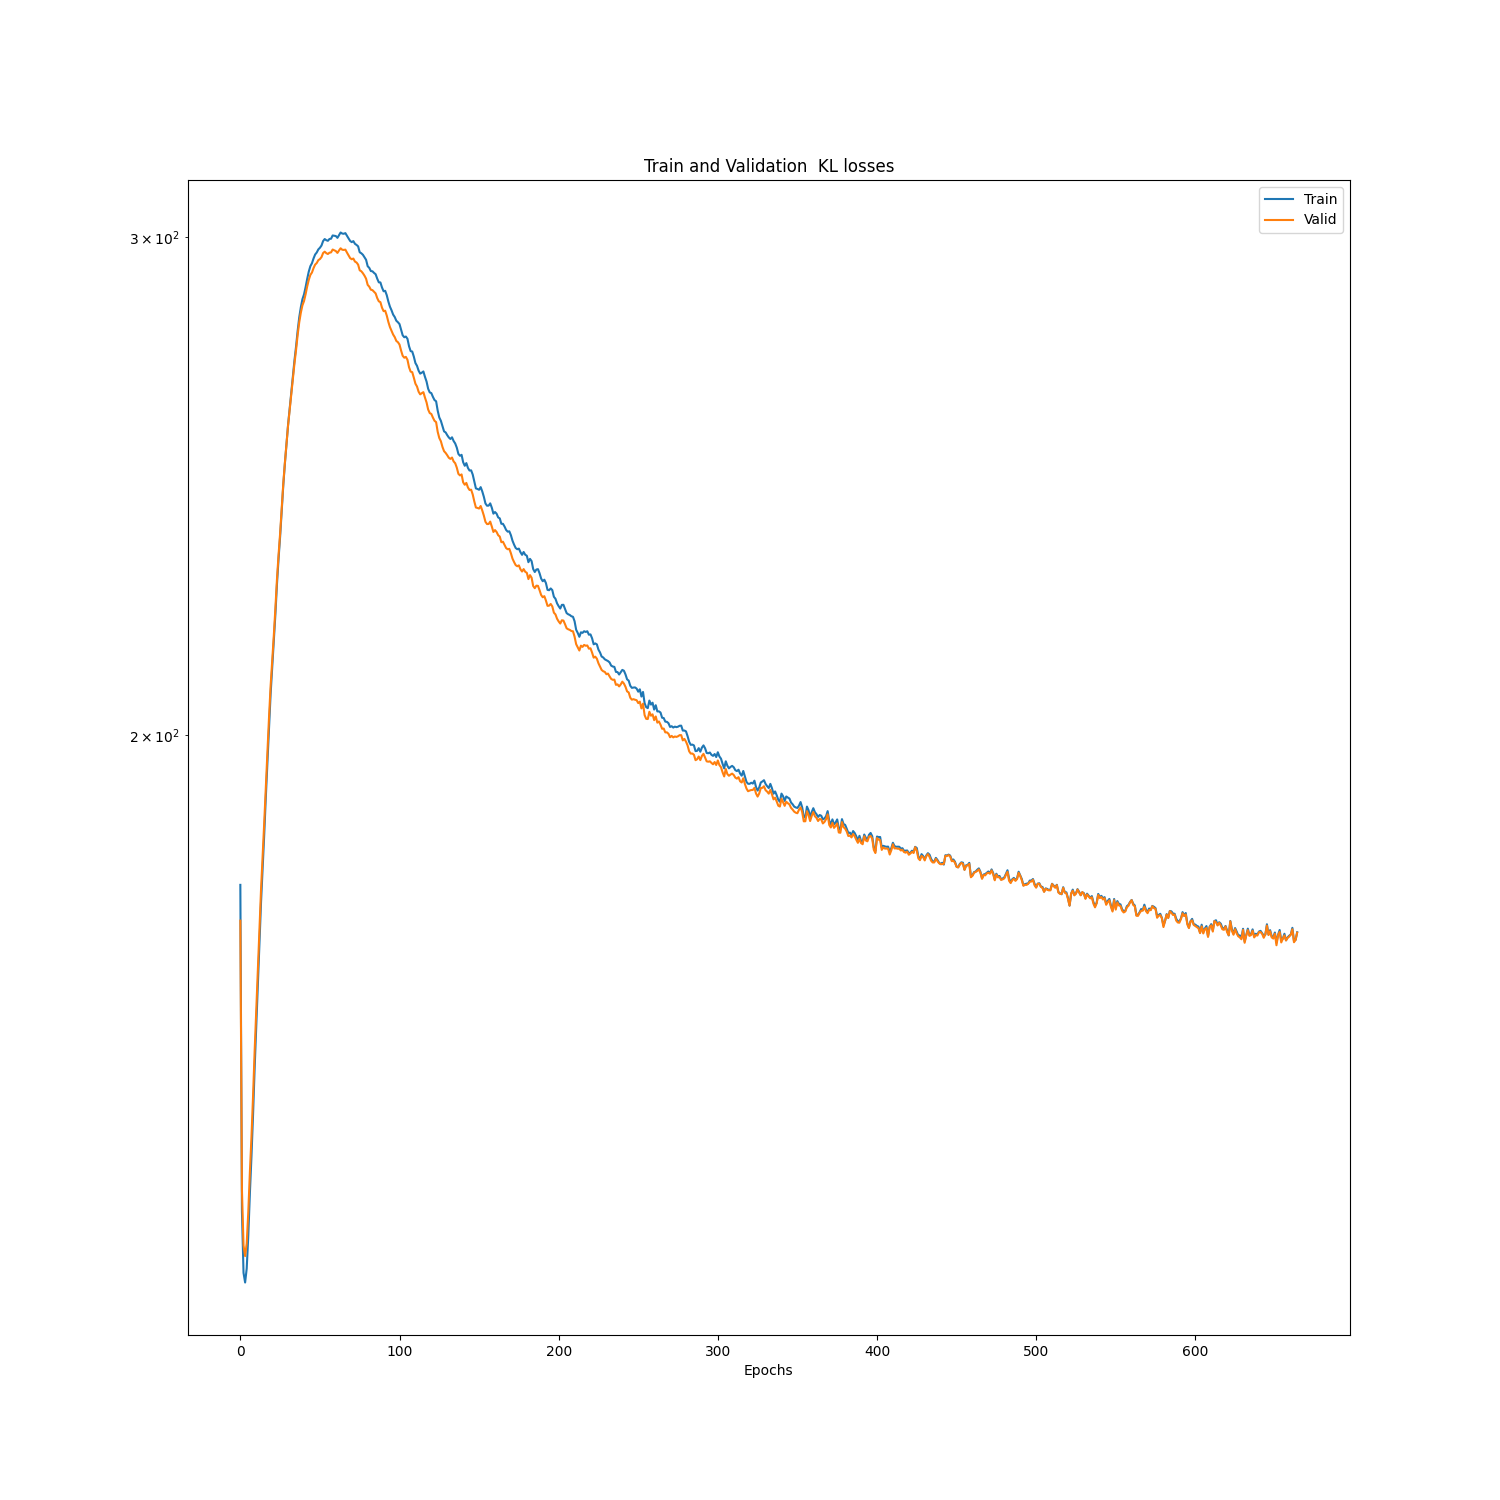 Train and Validation  KL losses
Train
Valid
3 × 10²
2 × 10²
0 100 200 300 400 500 600
Epochs